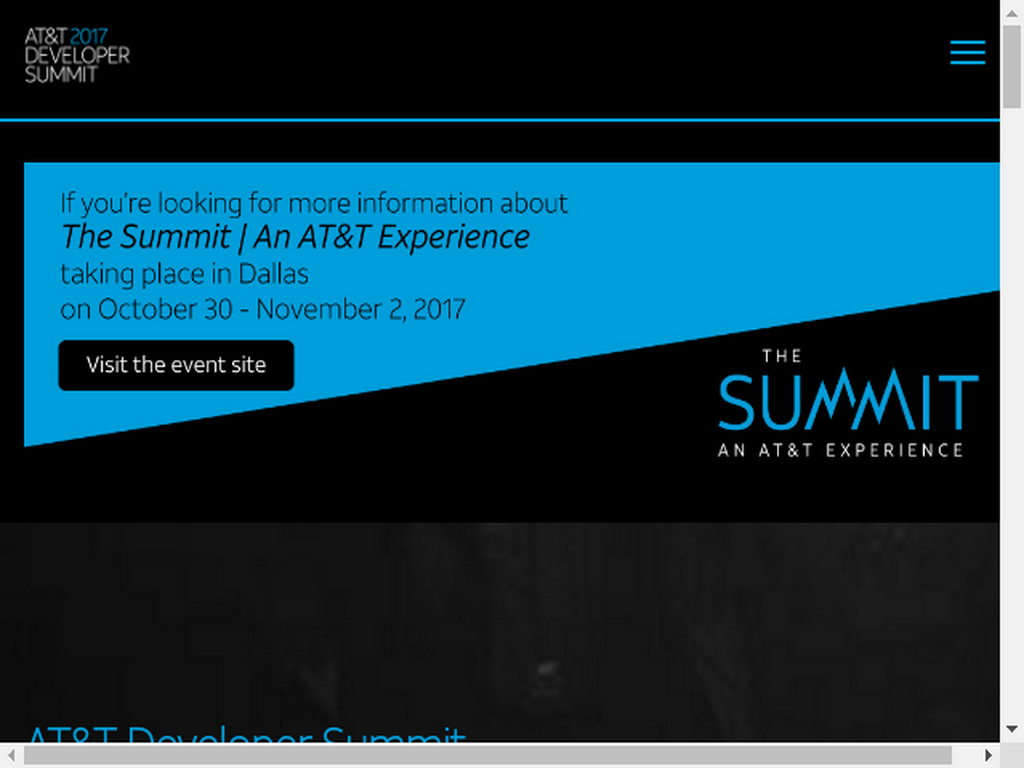 AT&T 2017
DEVELOPER
SUMMIT
If you're looking for more information about
The Summit | An AT&T Experience
taking place in Dallas
on October 30 - November 2, 2017
Visit the event site
THE
SUMMIT
AN AT&T EXPERIENCE
AT&T Developer Summit